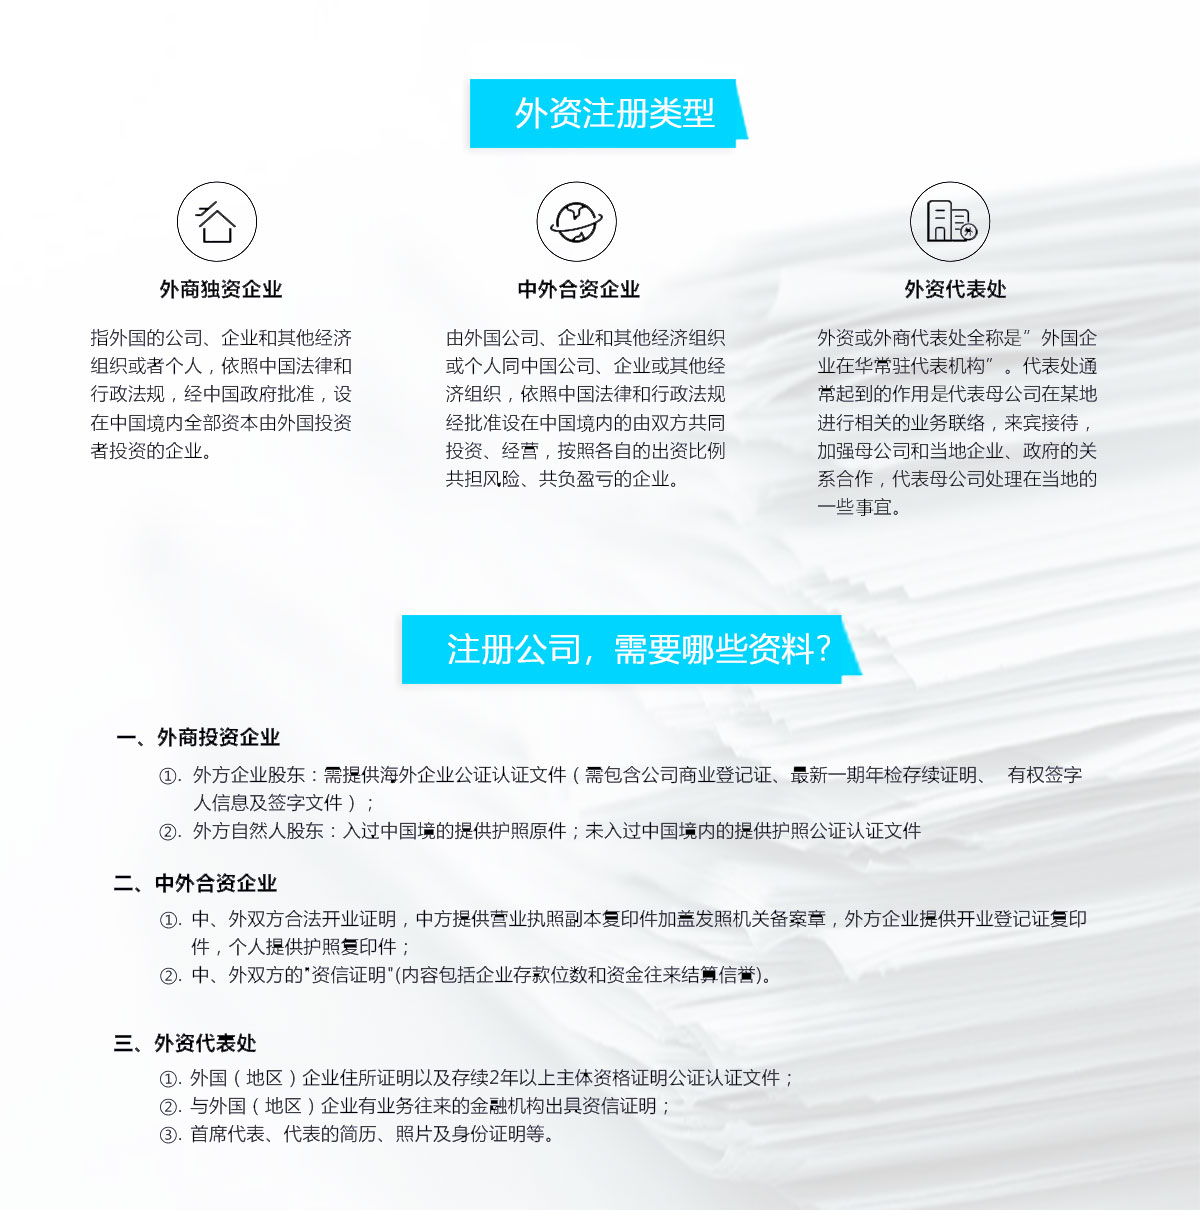 外资注册类型
外商独资企业
指外国的公司、企业和其他经济
组织或者个人，依照中国法律和
行政法规，经中国政府批准，设
在中国境内全部资本由外国投资
者投资的企业。
中外合资企业
由外国公司、企业和其他经济组织
或个人同中国公司、企业或其他经
济组织，依照中国法律和行政法规
经批准设在中国境内的由双方共同
投资、经营，按照各自的出资比例
共担风险、共负盈亏的企业。
外资代表处
外资或外商代表处全称是”外国企
业在华常驻代表机构”。代表处通
常起到的作用是代表母公司在某地
进行相关的业务联络，来宾接待，
加强母公司和当地企业、政府的关
系合作，代表母公司处理在当地的
一些事宜。
注册公司，需要哪些资料？
一、外商投资企业
①. 外方企业股东：需提供海外企业公证认证文件（需包含公司商业登记证、最新一期年检存续证明、 有权签字
人信息及签字文件）；
②. 外方自然人股东：入过中国境的提供护照原件；未入过中国境内的提供护照公证认证文件
二、中外合资企业
①. 中、外双方合法开业证明，中方提供营业执照副本复印件加盖发照机关备案章，外方企业提供开业登记证复印
件，个人提供护照复印件；
②. 中、外双方的"资信证明"(内容包括企业存款位数和资金往来结算信誉)。
三、外资代表处
①. 外国（地区）企业住所证明以及存续2年以上主体资格证明公证认证文件；
②. 与外国（地区）企业有业务往来的金融机构出具资信证明；
③. 首席代表、代表的简历、照片及身份证明等。